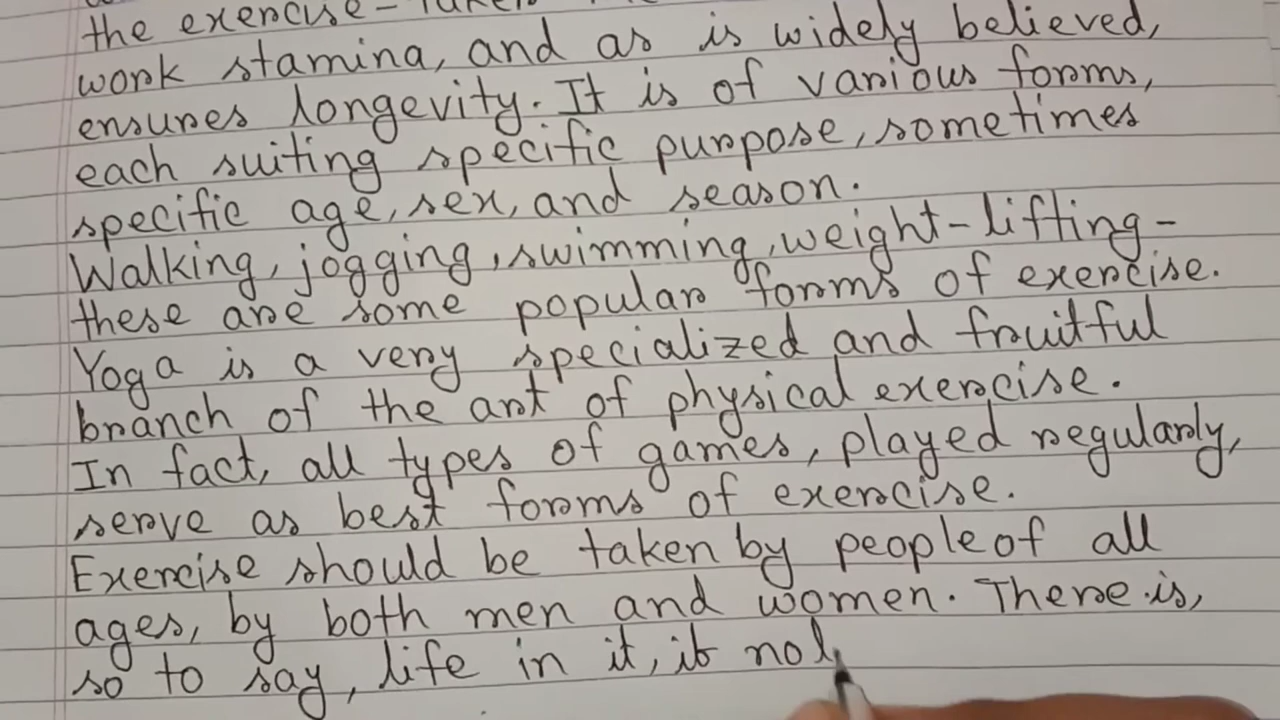 the exercise - taken
work stamina, and as is widely believed,
ensures longevity. It is of various forms,
each suiting specific purpose, sometimes
specific age, sex, and season.
Walking, jogging, swimming, weight-lifting -
these are some popular forms of exercise.
Yoga is a very specialized and fruitful
branch of the art of physical exercise.
In fact, all types of games, played regularly,
serve as best forms of exercise.
Exercise should be taken by people of all
ages, by both men and women. There is,
so to say, life in it, if not